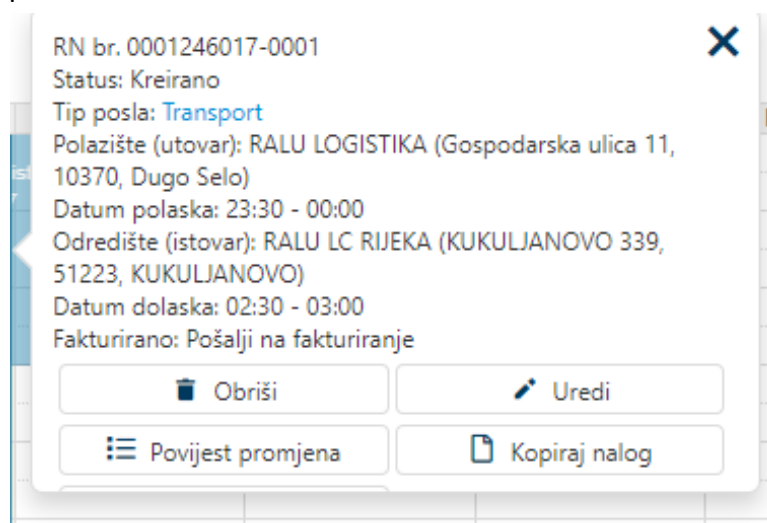 RN br. 0001246017-0001
Status: Kreirano
Tip posla: Transport
Polazište (utovar): RALU LOGISTIKA (Gospodarska ulica 11,
10370, Dugo Selo)
Datum polaska: 23:30 - 00:00
Odredište (istovar): RALU LC RIJEKA (KUKULJANOVO 339,
51223, KUKULJANOVO)
Datum dolaska: 02:30 - 03:00
Fakturirano: Pošalji na fakturiranje
Obriši
Uredi
Povijest promjena
Kopiraj nalog